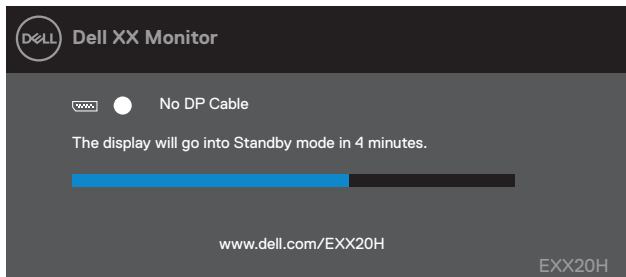 DELL
Dell XX Monitor
No DP Cable
The display will go into Standby mode in 4 minutes.
www.dell.com/EXX20H
EXX20H